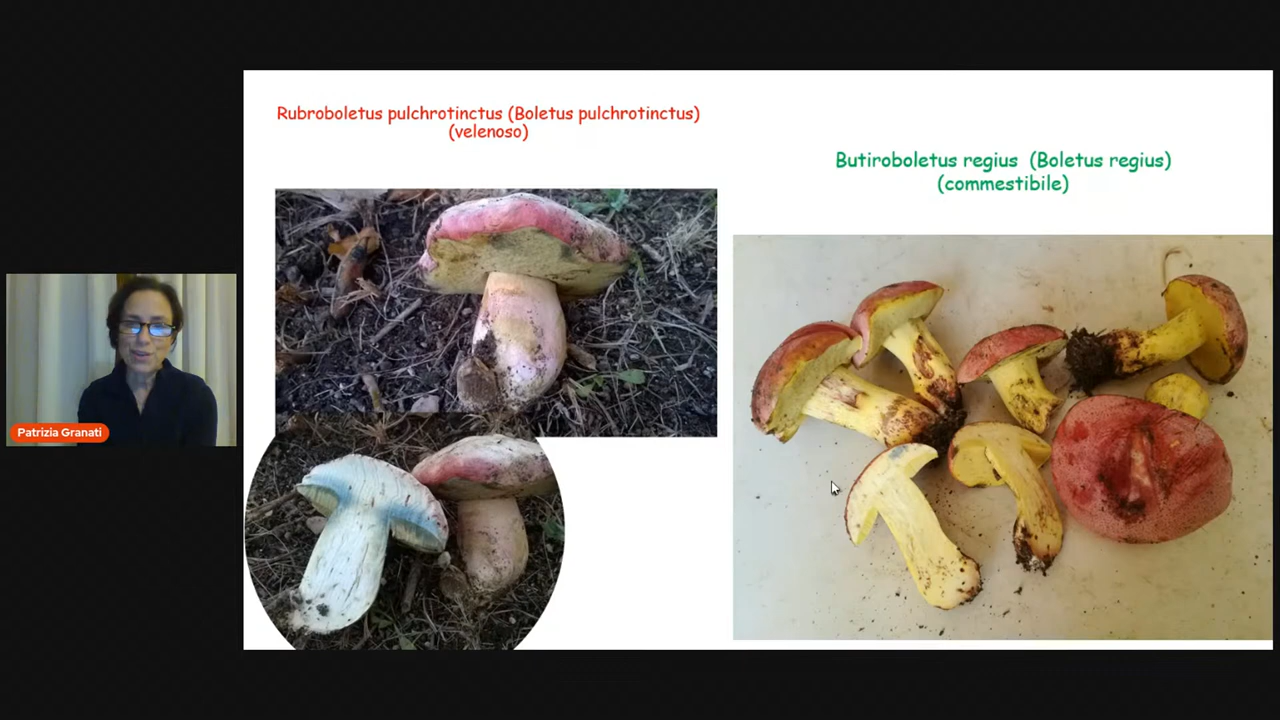 Rubroboletus pulchrotinctus (Boletus pulchrotinctus)
(velenoso)
Butiroboletus regius (Boletus regius)
(commestibile)
Patrizia Granati